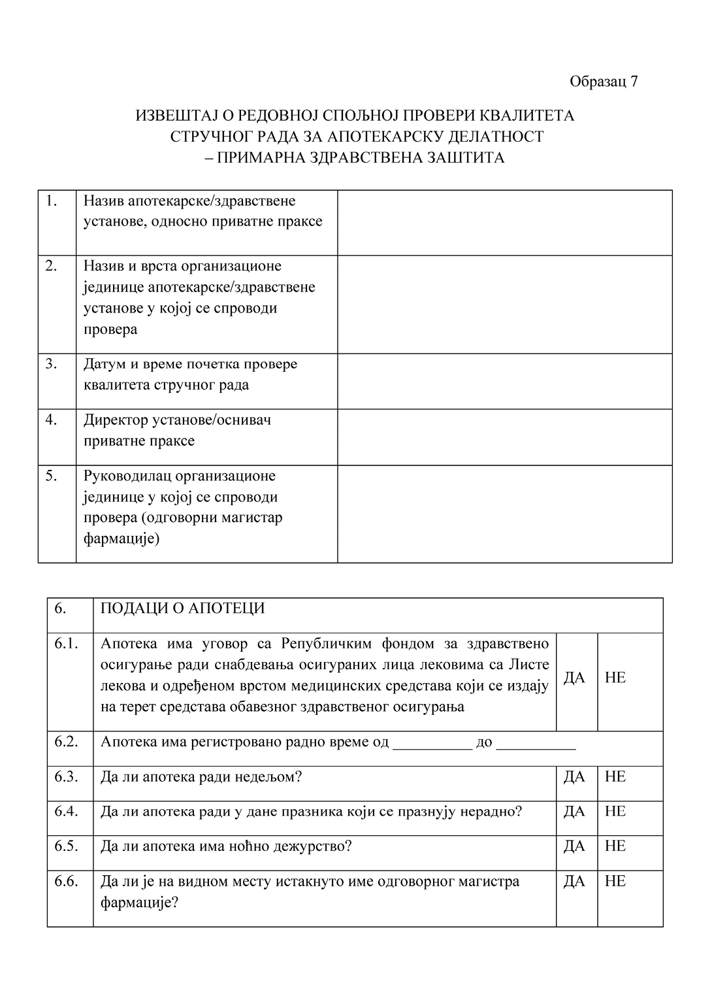 Образац 7
ИЗВЕШТАЈ О РЕДОВНОЈ СПОЉНОЈ ПРОВЕРИ КВАЛИТЕТА
СТРУЧНОГ РАДА ЗА АПОТЕКАРСКУ ДЕЛАТНОСТ
– ПРИМАРНА ЗДРАВСТВЕНА ЗАШТИТА
1. Назив апотекарске/здравствене
установе, односно приватне праксе
2. Назив и врста организационе
јединице апотекарске/здравствене
установе у којој се спроводи
провера
3. Датум и време почетка провере
квалитета стручног рада
4. Директор установе/оснивач
приватне праксе
5. Руководилац организационе
јединице у којој се спроводи
провера (одговорни магистар
фармације)
6. ПОДАЦИ О АПОТЕЦИ
6.1. Апотека има уговор са Републичким фондом за здравствено
осигурање ради снабдевања осигураних лица лековима са Листе
лекова и одређеном врстом медицинских средстава који се издају
на терет средстава обавезног здравственог осигурања
ДА НЕ
6.2. Апотека има регистровано радно време од __________ до __________
6.3. Да ли апотека ради недељом? ДА НЕ
6.4. Да ли апотека ради у дане празника који се празнују нерадно? ДА НЕ
6.5. Да ли апотека има ноћно дежурство? ДА НЕ
6.6. Да ли је на видном месту истакнуто име одговорног магистра ДА НЕ
фармације?